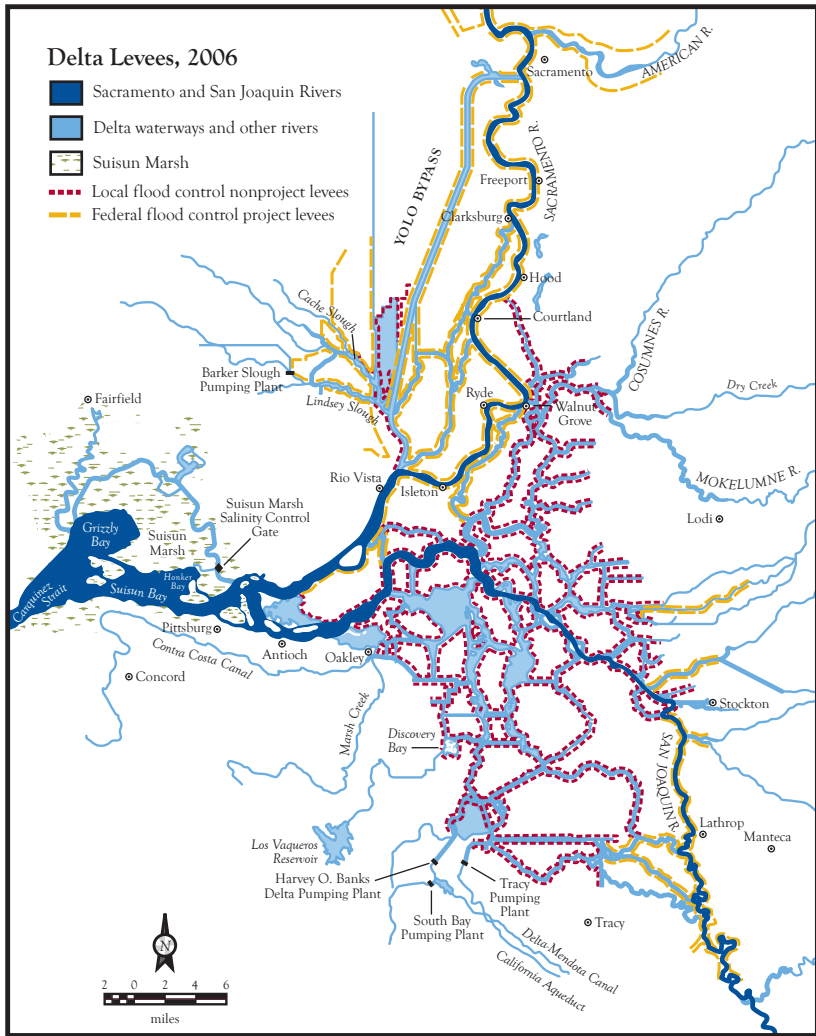 Delta Levees, 2006
Sacramento and San Joaquin Rivers
Delta waterways and other rivers
Suisun Marsh
Local flood control nonproject levees
Federal flood control project levees
Sacramento
AMERICAN R.
SACRAMENTO R.
YOLO BYPASS
Freeport
Clarksburg
Hood
Courtland
Cache Slough
Barker Slough
Pumping Plant
Lindsey Slough
COSUMNES R.
Dry Creek
Fairfield
Ryde
Walnut
Grove
MOKELUMNE R.
Rio Vista
Isleton
Lodi
Suisun Marsh
Salinity Control
Gate
Grizzly
Bay
Suisun
Marsh
Honker
Bay
Suisun Bay
Carquinez
Strait
Pittsburg
Antioch
Oakley
Contra Costa Canal
Concord
Marsh Creek
Discovery
Bay
Stockton
SAN JOAQUIN R.
Los Vaqueros
Reservoir
Lathrop
Manteca
Harvey O. Banks
Delta Pumping Plant
Tracy
Pumping
Plant
South Bay
Pumping Plant
Tracy
Delta-Mendota Canal
California Aqueduct
N
2 0 2 4 6
miles